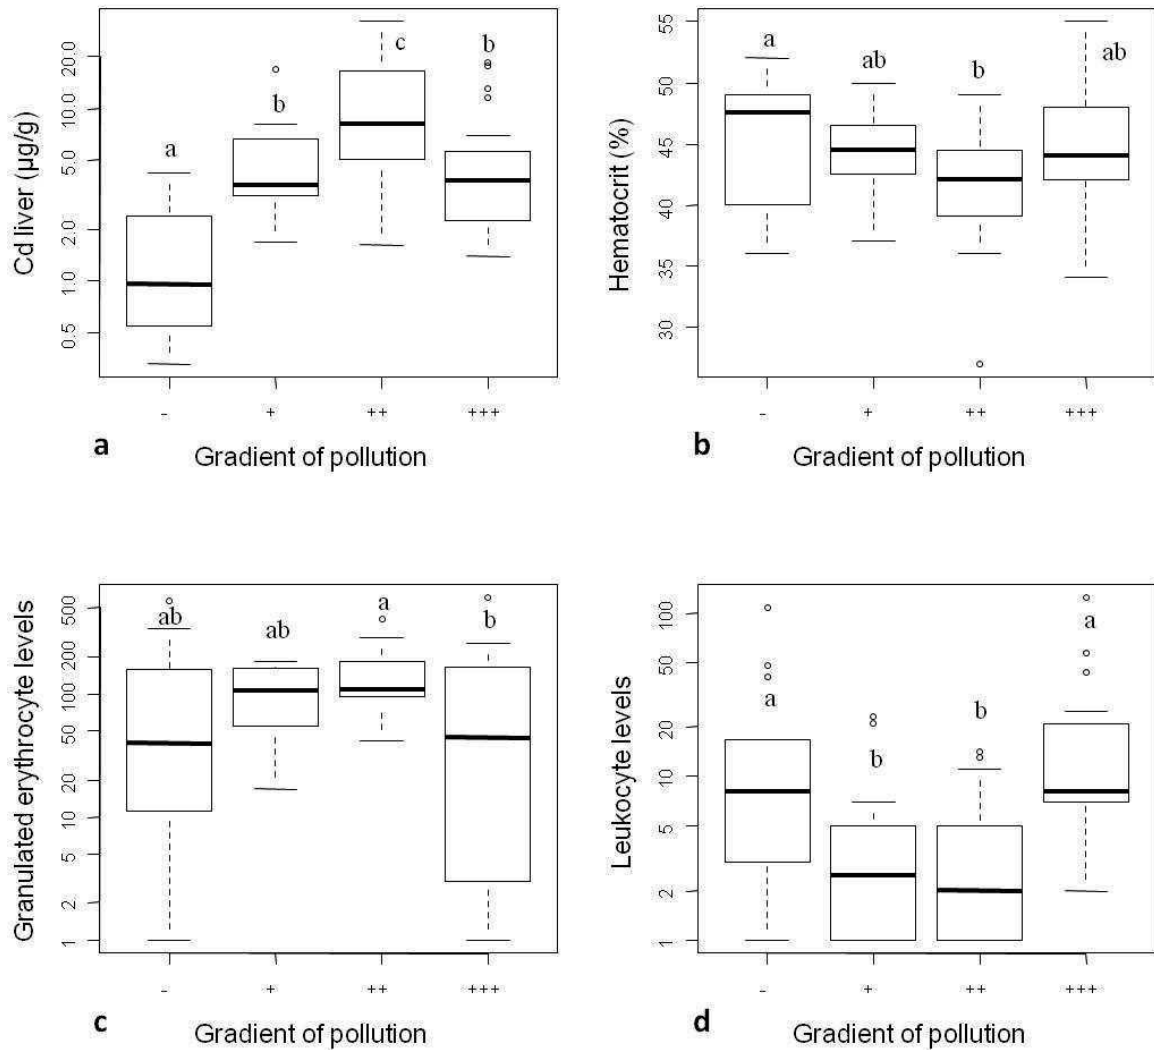 Cd liver (µg/g)
20.0
10.0
5.0
2.0
1.0
0.5
a
b
c
b
- + ++ +++
a
Gradient of pollution
Hematocrit (%)
55
50
45
40
35
30
a
ab
b
ab
- + ++ +++
b
Gradient of pollution
Granulated erythrocyte levels
500
200
100
50
20
10
5
2
1
ab
ab
a
b
- + ++ +++
c
Gradient of pollution
Leukocyte levels
100
50
20
10
5
2
1
a
b
b
a
- + ++ +++
d
Gradient of pollution